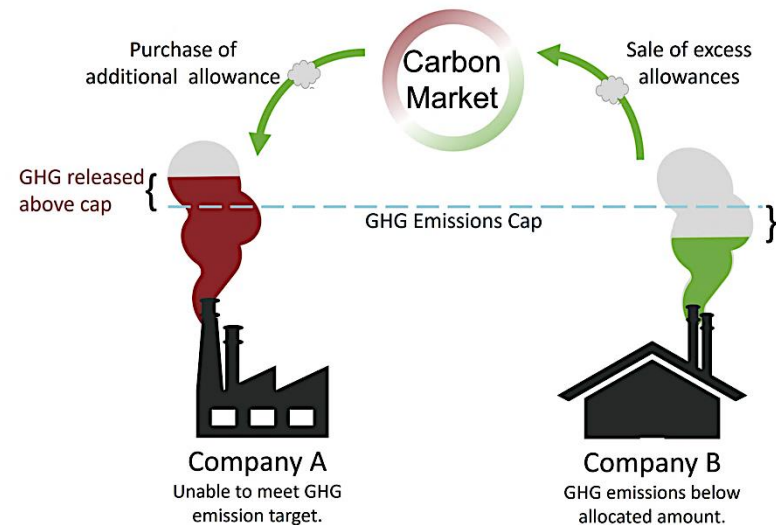 Purchase of
additional allowance
Carbon
Market
Sale of excess
allowances
GHG released
above cap
GHG Emissions Cap
Company A
Unable to meet GHG
emission target.
Company B
GHG emissions below
allocated amount.